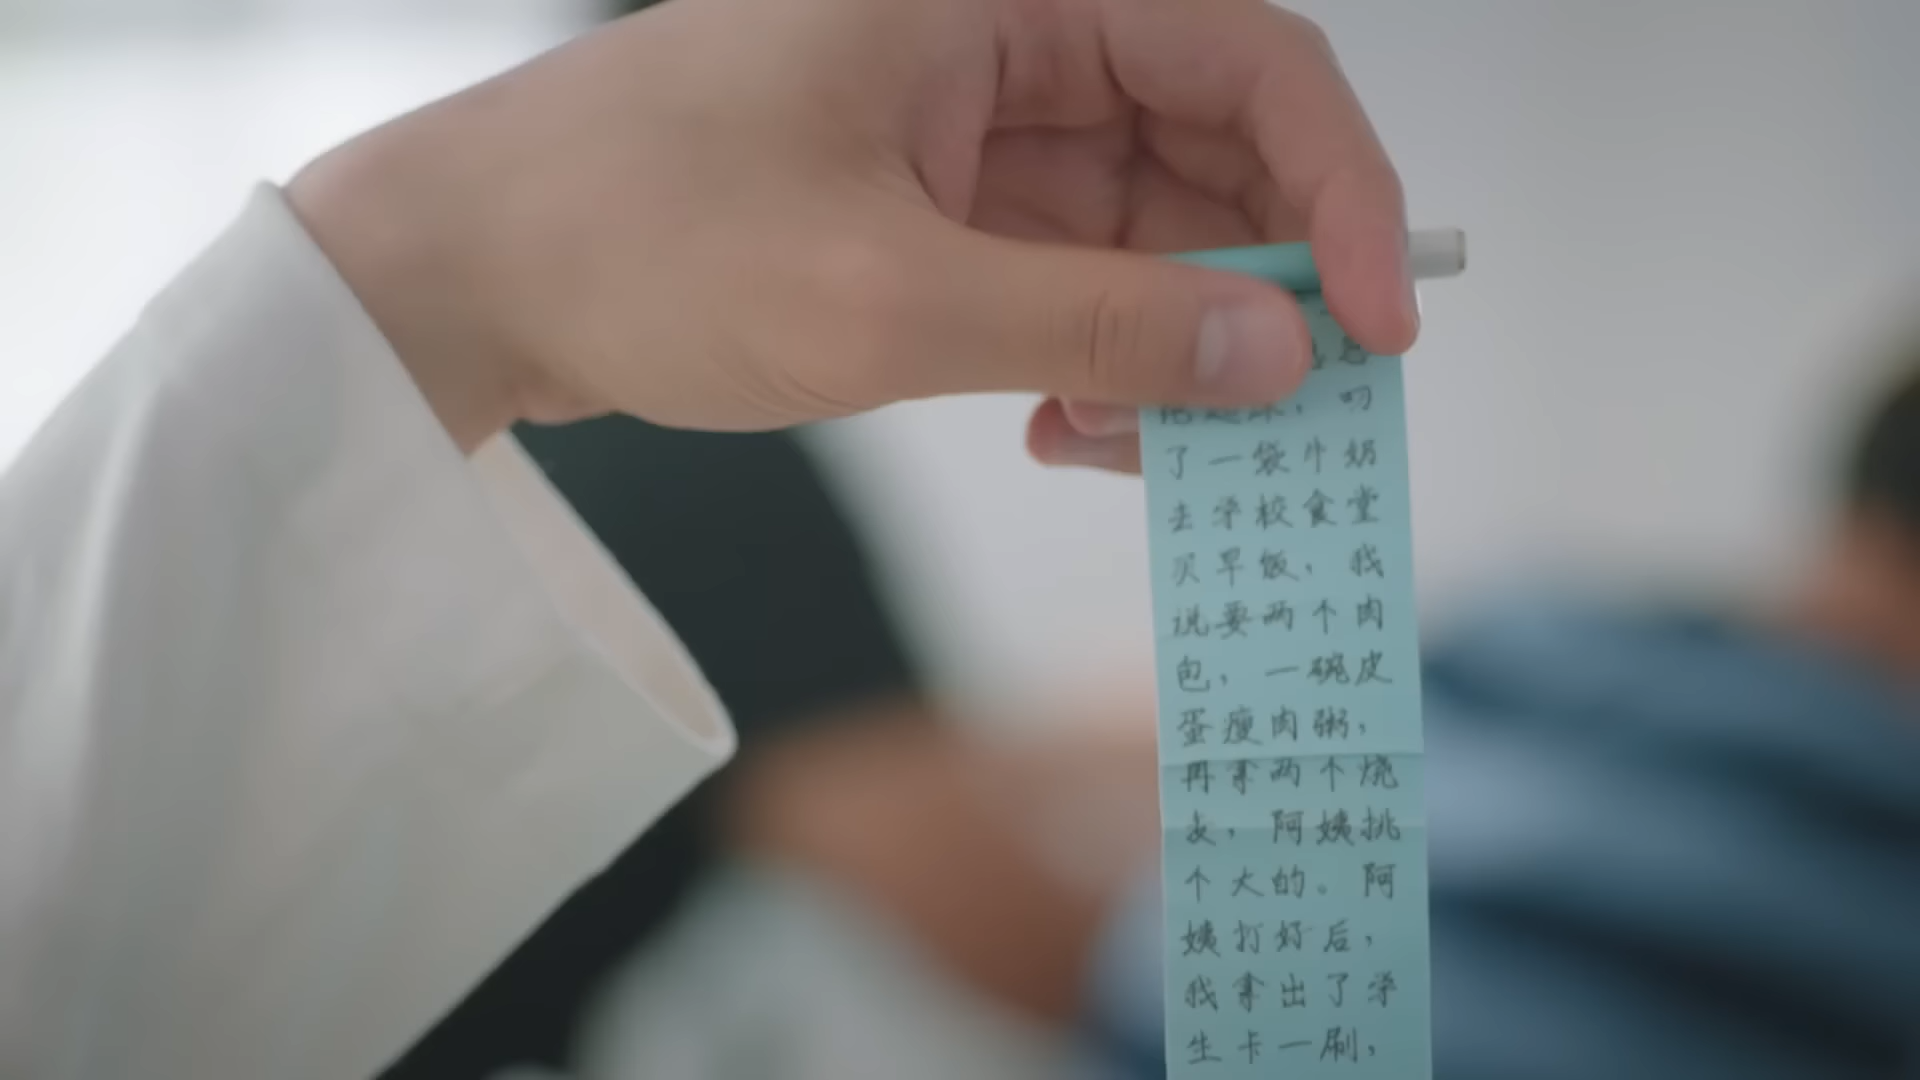 叼
了一袋牛奶
去学校食堂
买早饭，我
说要两个肉
包，一碗皮
蛋瘦肉粥，
再拿两个烧
麦，阿姨挑
个大的。阿
姨打好后，
我拿出了学
生卡一刷，